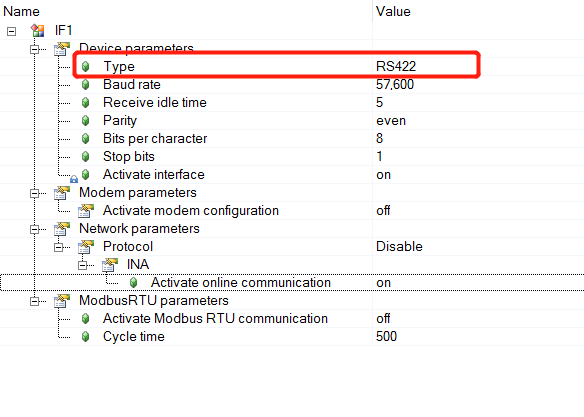 Name Value
IF1
Device parameters
Type RS422
Baud rate 57,600
Receive idle time 5
Parity even
Bits per character 8
Stop bits 1
Activate interface on
Modem parameters
Activate modem configuration off
Network parameters
Protocol Disable
INA
Activate online communication on
ModbusRTU parameters
Activate Modbus RTU communication off
Cycle time 500